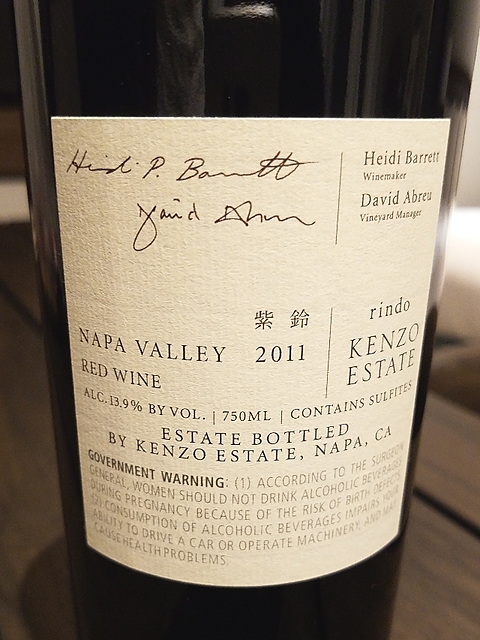 Heidi P. Barrett
David Abreu
Heidi Barrett
Winemaker
David Abreu
Vineyard Manager
紫鈴
rindo
NAPA VALLEY 2011
KENZO
ESTATE
RED WINE
ALC. 13.9% BY VOL. | 750ML | CONTAINS SULFITES
ESTATE BOTTLED
BY KENZO ESTATE, NAPA, CA
GOVERNMENT WARNING: (1) ACCORDING TO THE SURGEON
GENERAL, WOMEN SHOULD NOT DRINK ALCOHOLIC BEVERAGES
DURING PREGNANCY BECAUSE OF THE RISK OF BIRTH DEFECTS.
(2) CONSUMPTION OF ALCOHOLIC BEVERAGES IMPAIRS YOUR
ABILITY TO DRIVE A CAR OR OPERATE MACHINERY, AND MAY
CAUSE HEALTH PROBLEMS.